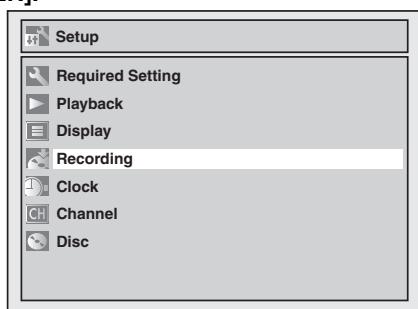 Setup
Required Setting
Playback
Display
Recording
Clock
CH Channel
Disc